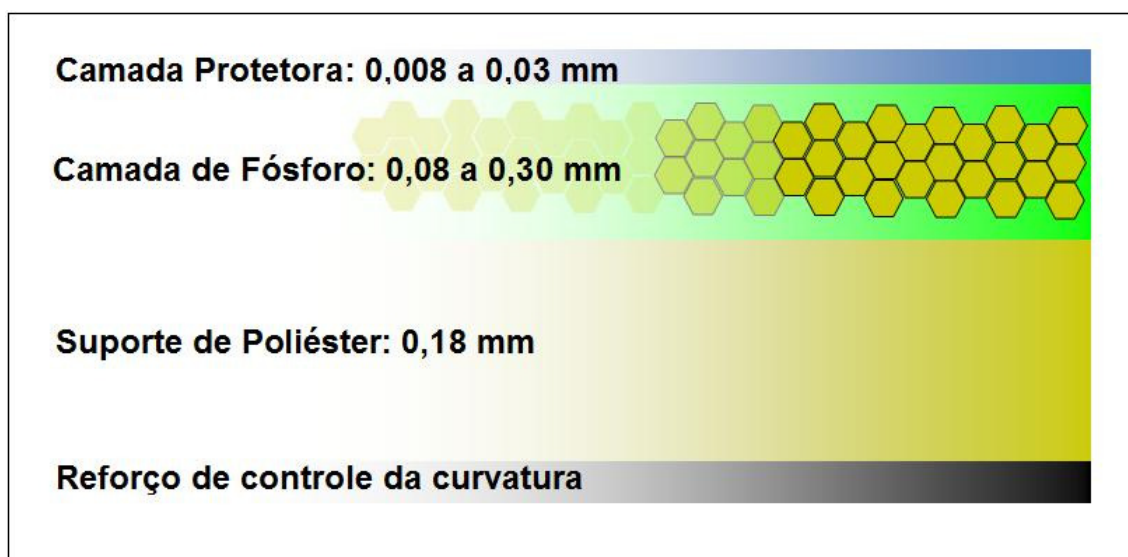 Camada Protetora: 0,008 a 0,03 mm
Camada de Fósforo: 0,08 a 0,30 mm
Suporte de Poliéster: 0,18 mm
Reforço de controle da curvatura